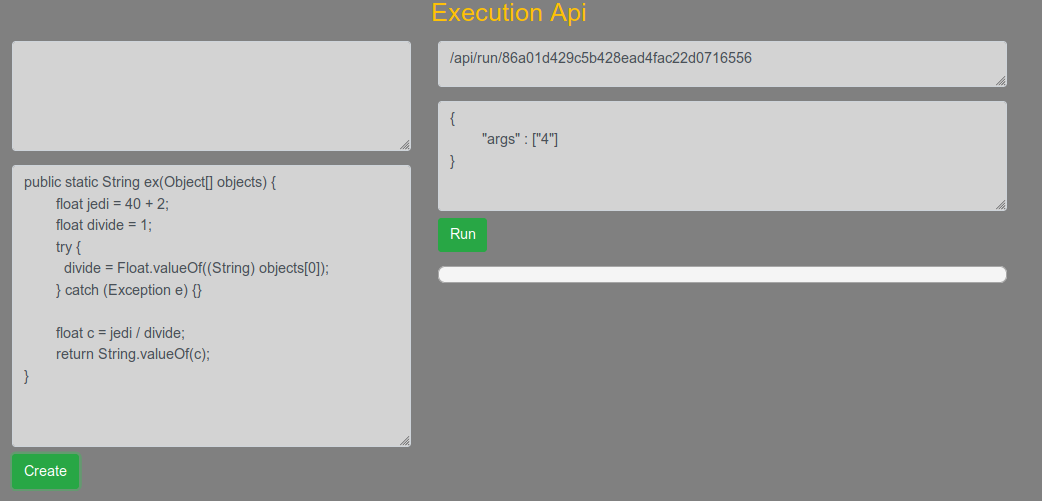 Execution Api
public static String ex(Object[] objects) {
float jedi = 40 + 2;
float divide = 1;
try {
divide = Float.valueOf((String) objects[0]);
} catch (Exception e) {}
float c = jedi / divide;
return String.valueOf(c);
}
Create
/api/run/86a01d429c5b428ead4fac22d0716556
{
"args" : ["4"]
}
Run